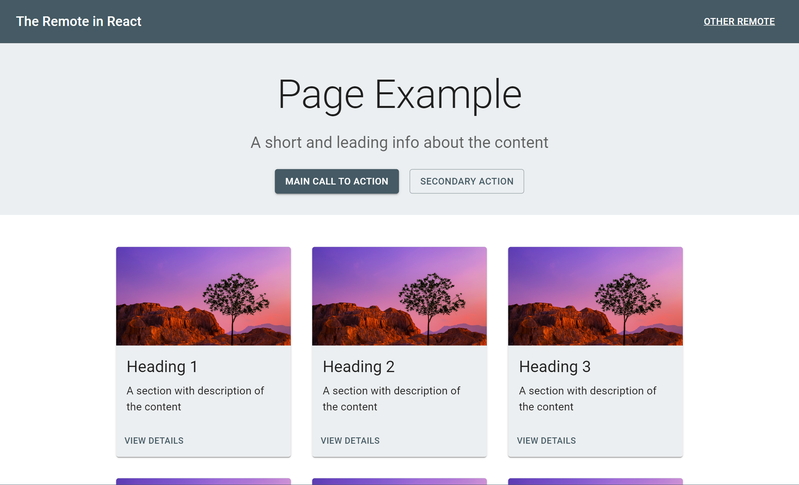 The Remote in React
OTHER REMOTE
Page Example
A short and leading info about the content
MAIN CALL TO ACTION
SECONDARY ACTION
Heading 1
A section with description of
the content
VIEW DETAILS
Heading 2
A section with description of
the content
VIEW DETAILS
Heading 3
A section with description of
the content
VIEW DETAILS